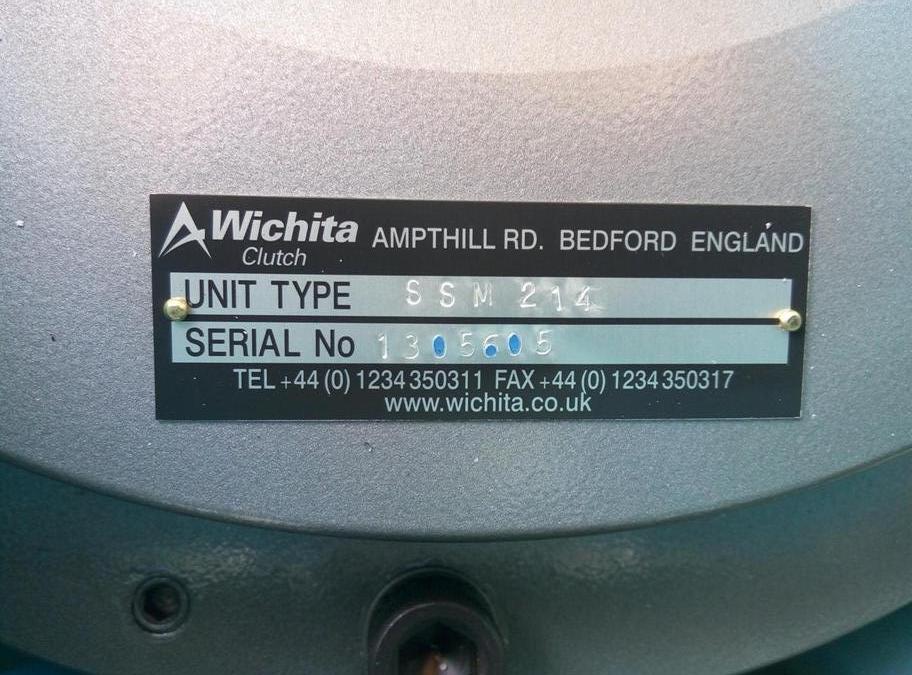 Wichita Clutch AMPTHILL RD. BEDFORD ENGLAND
UNIT TYPE SSM 214
SERIAL No 1305605
TEL +44 (0) 1234 350311 FAX +44 (0) 1234 350317
www.wichita.co.uk